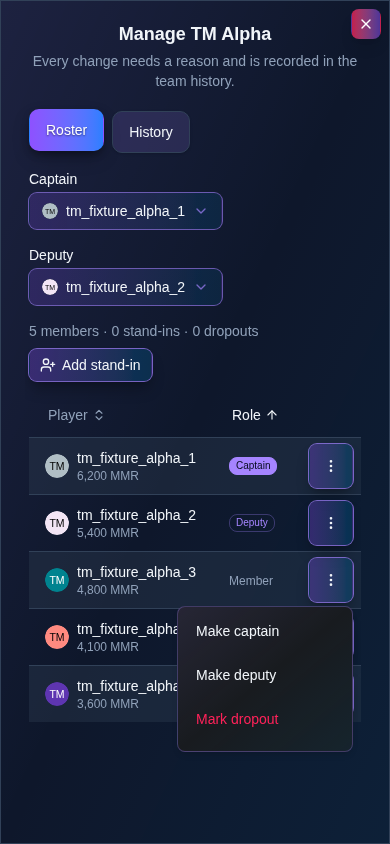 Manage TM Alpha
Every change needs a reason and is recorded in the
team history.
Roster
History
Captain
TM tm_fixture_alpha_1
Deputy
TM tm_fixture_alpha_2
5 members · 0 stand-ins · 0 dropouts
Add stand-in
Player Role
TM tm_fixture_alpha_1 Captain
6,200 MMR
TM tm_fixture_alpha_2 Deputy
5,400 MMR
TM tm_fixture_alpha_3 Member
4,800 MMR
TM tm_fixture_alpha
4,100 MMR
TM tm_fixture_alpha
3,600 MMR
Make captain
Make deputy
Mark dropout